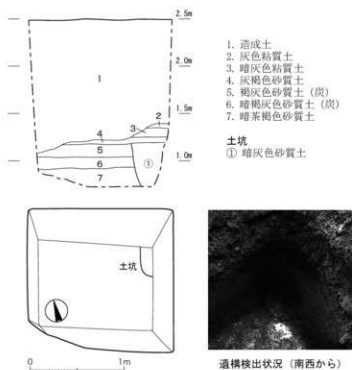 2.5m
2.0m
1.5m
1.0m
1
2
3
4
5
6
7
①
1. 造成土
2. 灰色粘質土
3. 暗灰色粘質土
4. 灰褐色砂質土
5. 褐灰色砂質土 (炭)
6. 暗褐色砂質土 (炭)
7. 暗茶褐色砂質土
土坑
① 暗灰色砂質土
土坑
0 1m
遺構検出状況 (南西から)